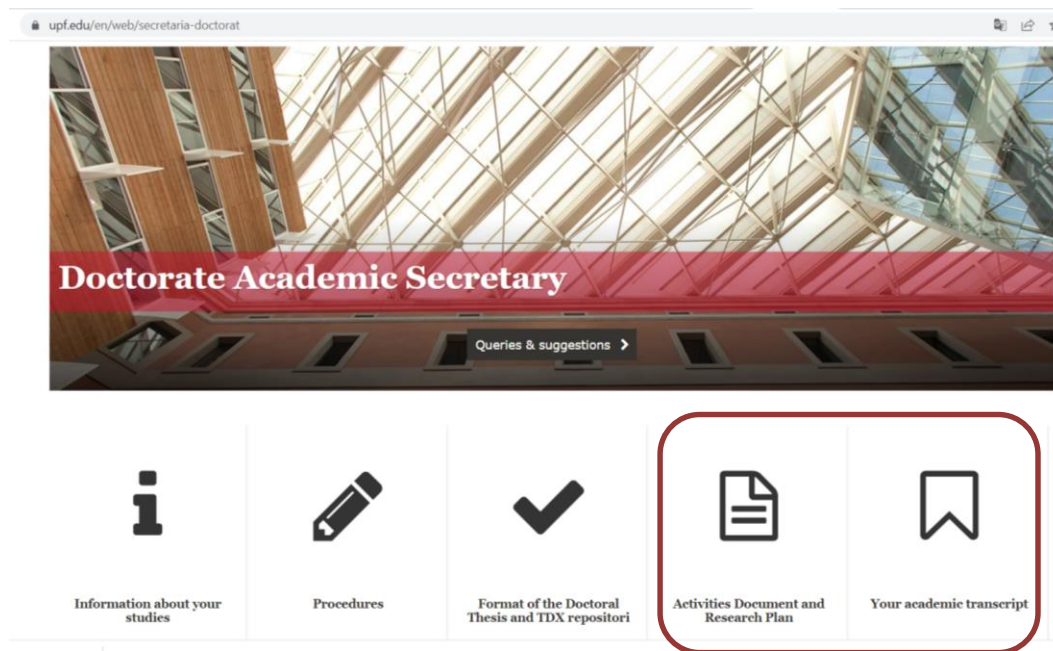 upf.edu/en/web/secretaria-doctorat
Doctorate Academic Secretary
Queries & suggestions
Information about your
studies
Procedures
Format of the Doctoral
Thesis and TDX repositori
Activities Document and
Research Plan
Your academic transcript